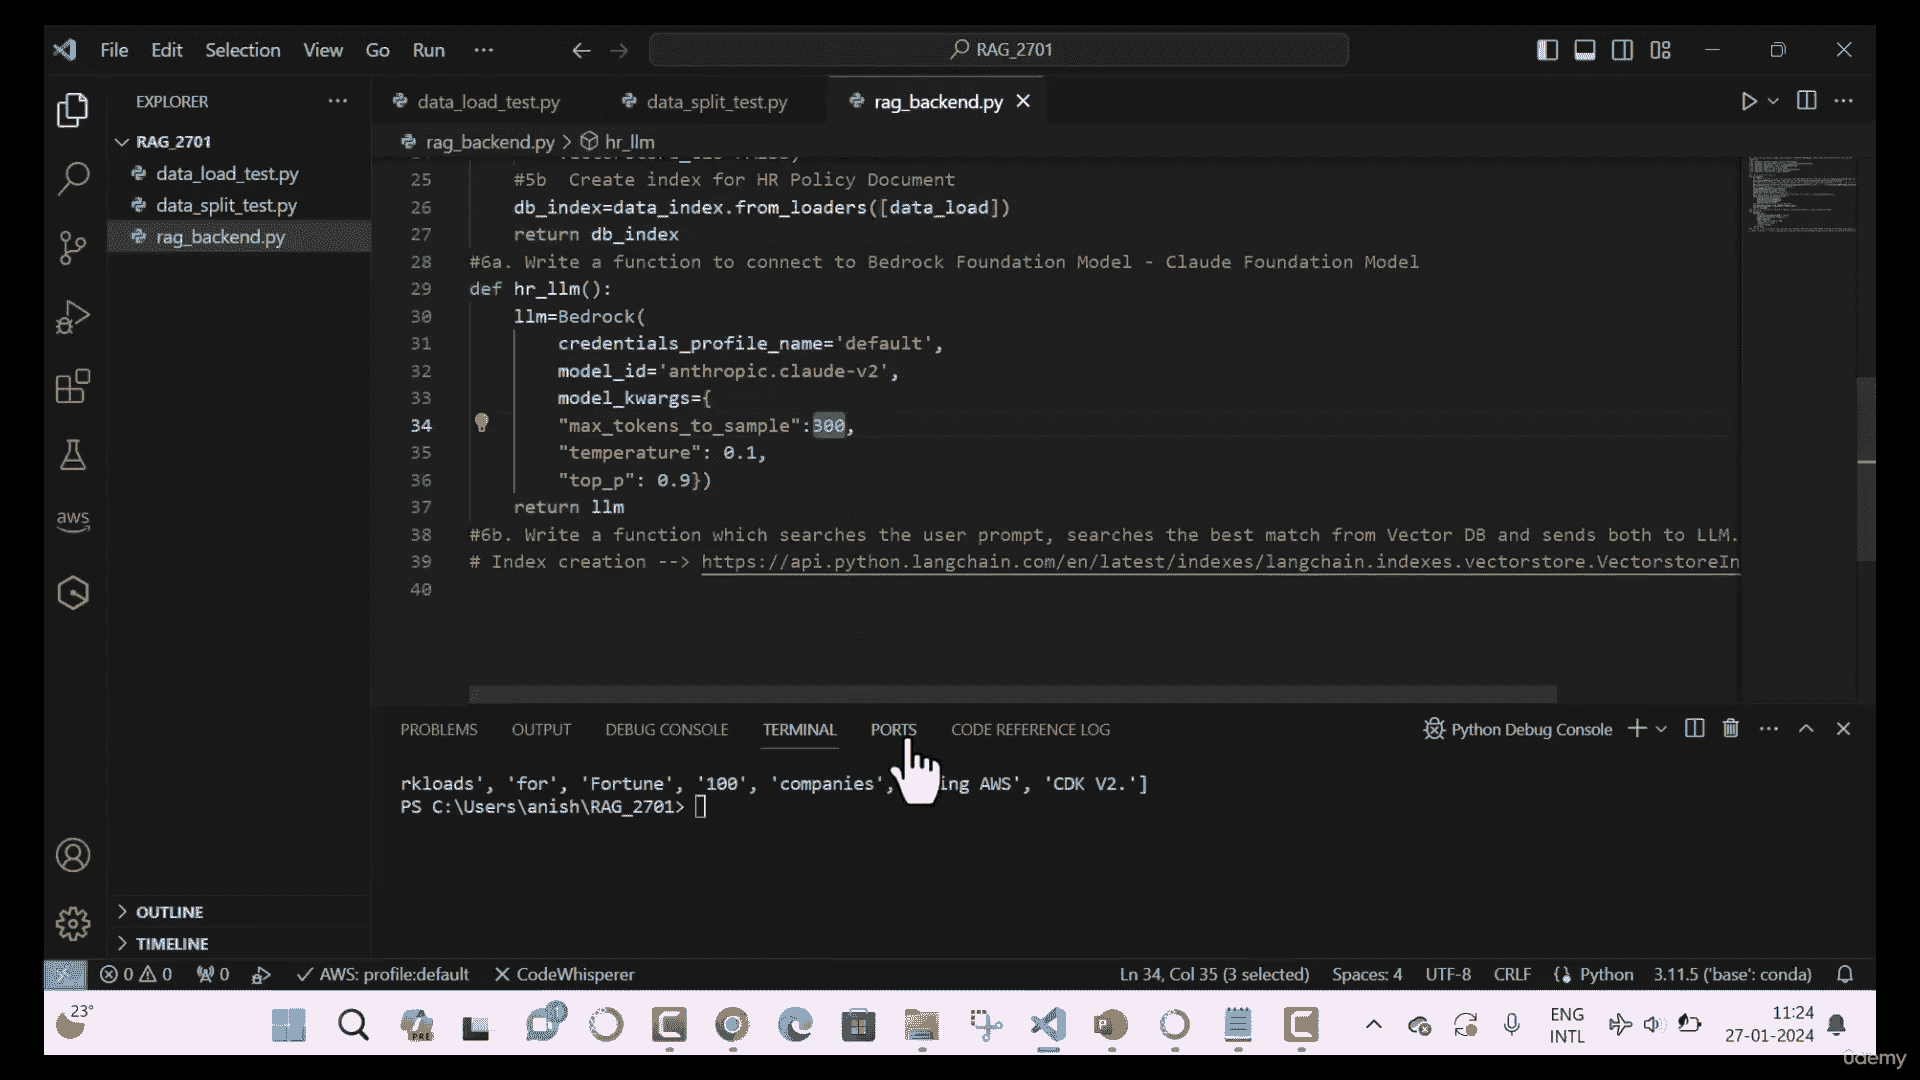 File Edit Selection View Go Run ··· RAG_2701
EXPLORER ···
RAG_2701
data_load_test.py
data_split_test.py
rag_backend.py
OUTLINE
TIMELINE
aws
data_load_test.py data_split_test.py rag_backend.py
rag_backend.py > hr_llm
25 #5b Create index for HR Policy Document
26 db_index=data_index.from_loaders([data_load])
27 return db_index
28 #6a. Write a function to connect to Bedrock Foundation Model - Claude Foundation Model
29 def hr_llm():
30 llm=Bedrock(
31 credentials_profile_name='default',
32 model_id='anthropic.claude-v2',
33 model_kwargs={
34 "max_tokens_to_sample":300,
35 "temperature": 0.1,
36 "top_p": 0.9})
37 return llm
38 #6b. Write a function which searches the user prompt, searches the best match from Vector DB and sends both to LLM.
39 # Index creation --> https://api.python.langchain.com/en/latest/indexes/langchain.indexes.vectorstore.VectorstoreIn
40
PROBLEMS OUTPUT DEBUG CONSOLE TERMINAL PORTS CODE REFERENCE LOG Python Debug Console
rkloads', 'for', 'Fortune', '100', 'companies', ing AWS', 'CDK V2.']
PS C:\Users\anish\RAG_2701>
0 0 0 AWS: profile:default CodeWhisperer Ln 34, Col 35 (3 selected) Spaces: 4 UTF-8 CRLF Python 3.11.5 ('base': conda)
23° PRE ENG INTL 11:24
27-01-2024
ûdemy